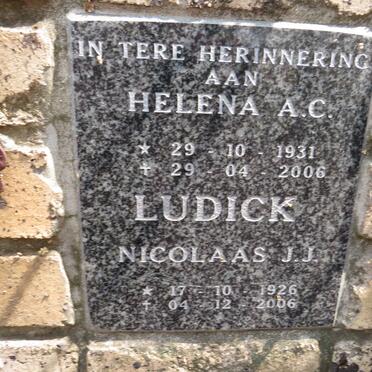 IN TERE HERINNERING
AAN
HELENA A.C.
★ 29 - 10 - 1931
✝ 29 - 04 - 2006
LUDICK
NICOLAAS J.J.
★ 17 - 10 - 1926
✝ 04 - 12 - 2006